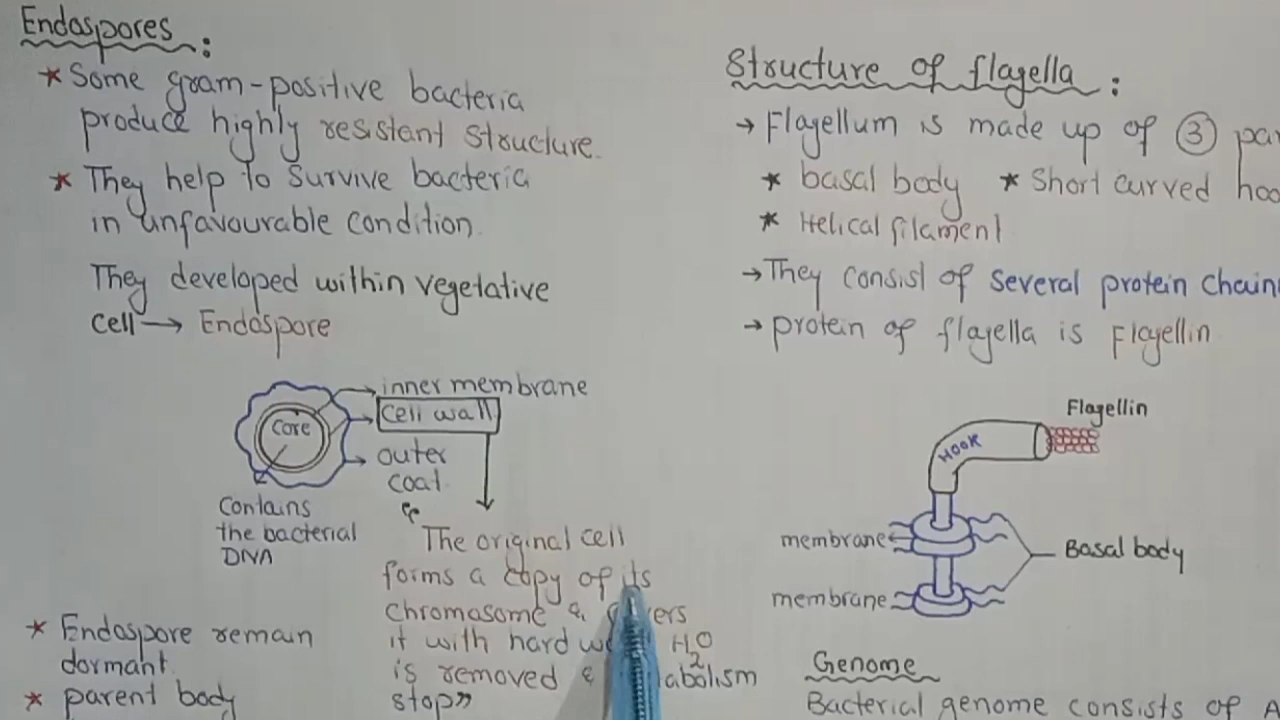 Endospores :
* Some gram-positive bacteria
produce highly resistant structure.
* They help to survive bacteria
in unfavourable condition.
They developed within vegetative
cell → Endospore
inner membrane
Core
cell wall
outer
coat.
Contains
the bacterial
DNA
"The original cell
forms a copy of its
chromasome &
it with hard H2O
is removed &
stop"
* Endospore remain
dormant.
* parent body
Structure of flagella :
→ Flagellum is made up of 3
* basal body * Short curved
* Helical filament
→ They consist of several protein chain
→ protein of flagella is Flagellin
Flagellin
HOOK
membrane
Basal body
membrane
Genome
Bacterial genome consists of